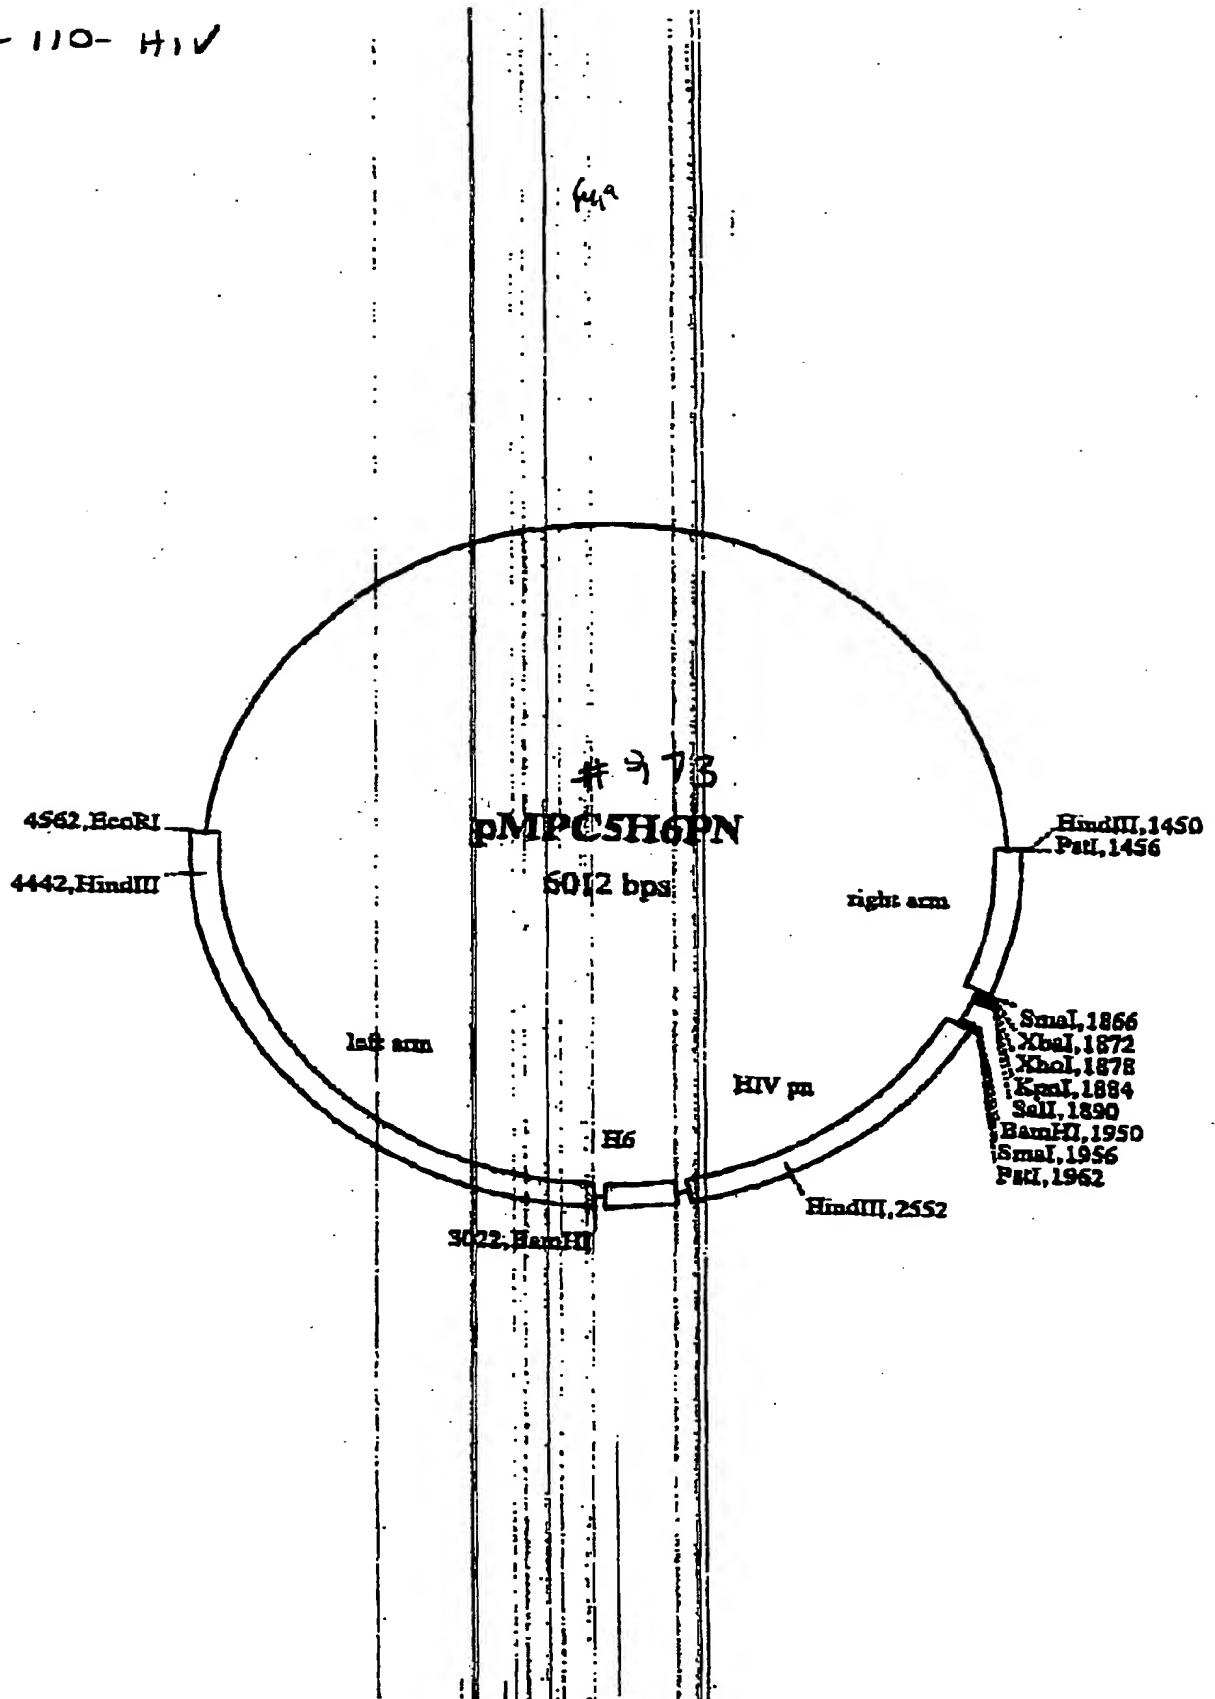 - 110- HIV
# 973
pMPC5H6PN
6012 bps
4562,EcoRI
4442,HindIII
HindIII,1450
PstI,1456
right arm
SmaI,1866
XbaI,1872
XhoI,1878
KpnI,1884
SalI,1890
BamHI,1950
SmaI,1956
PstI,1962
left arm
HIV pn
H6
HindIII,2552
3022,BamHI